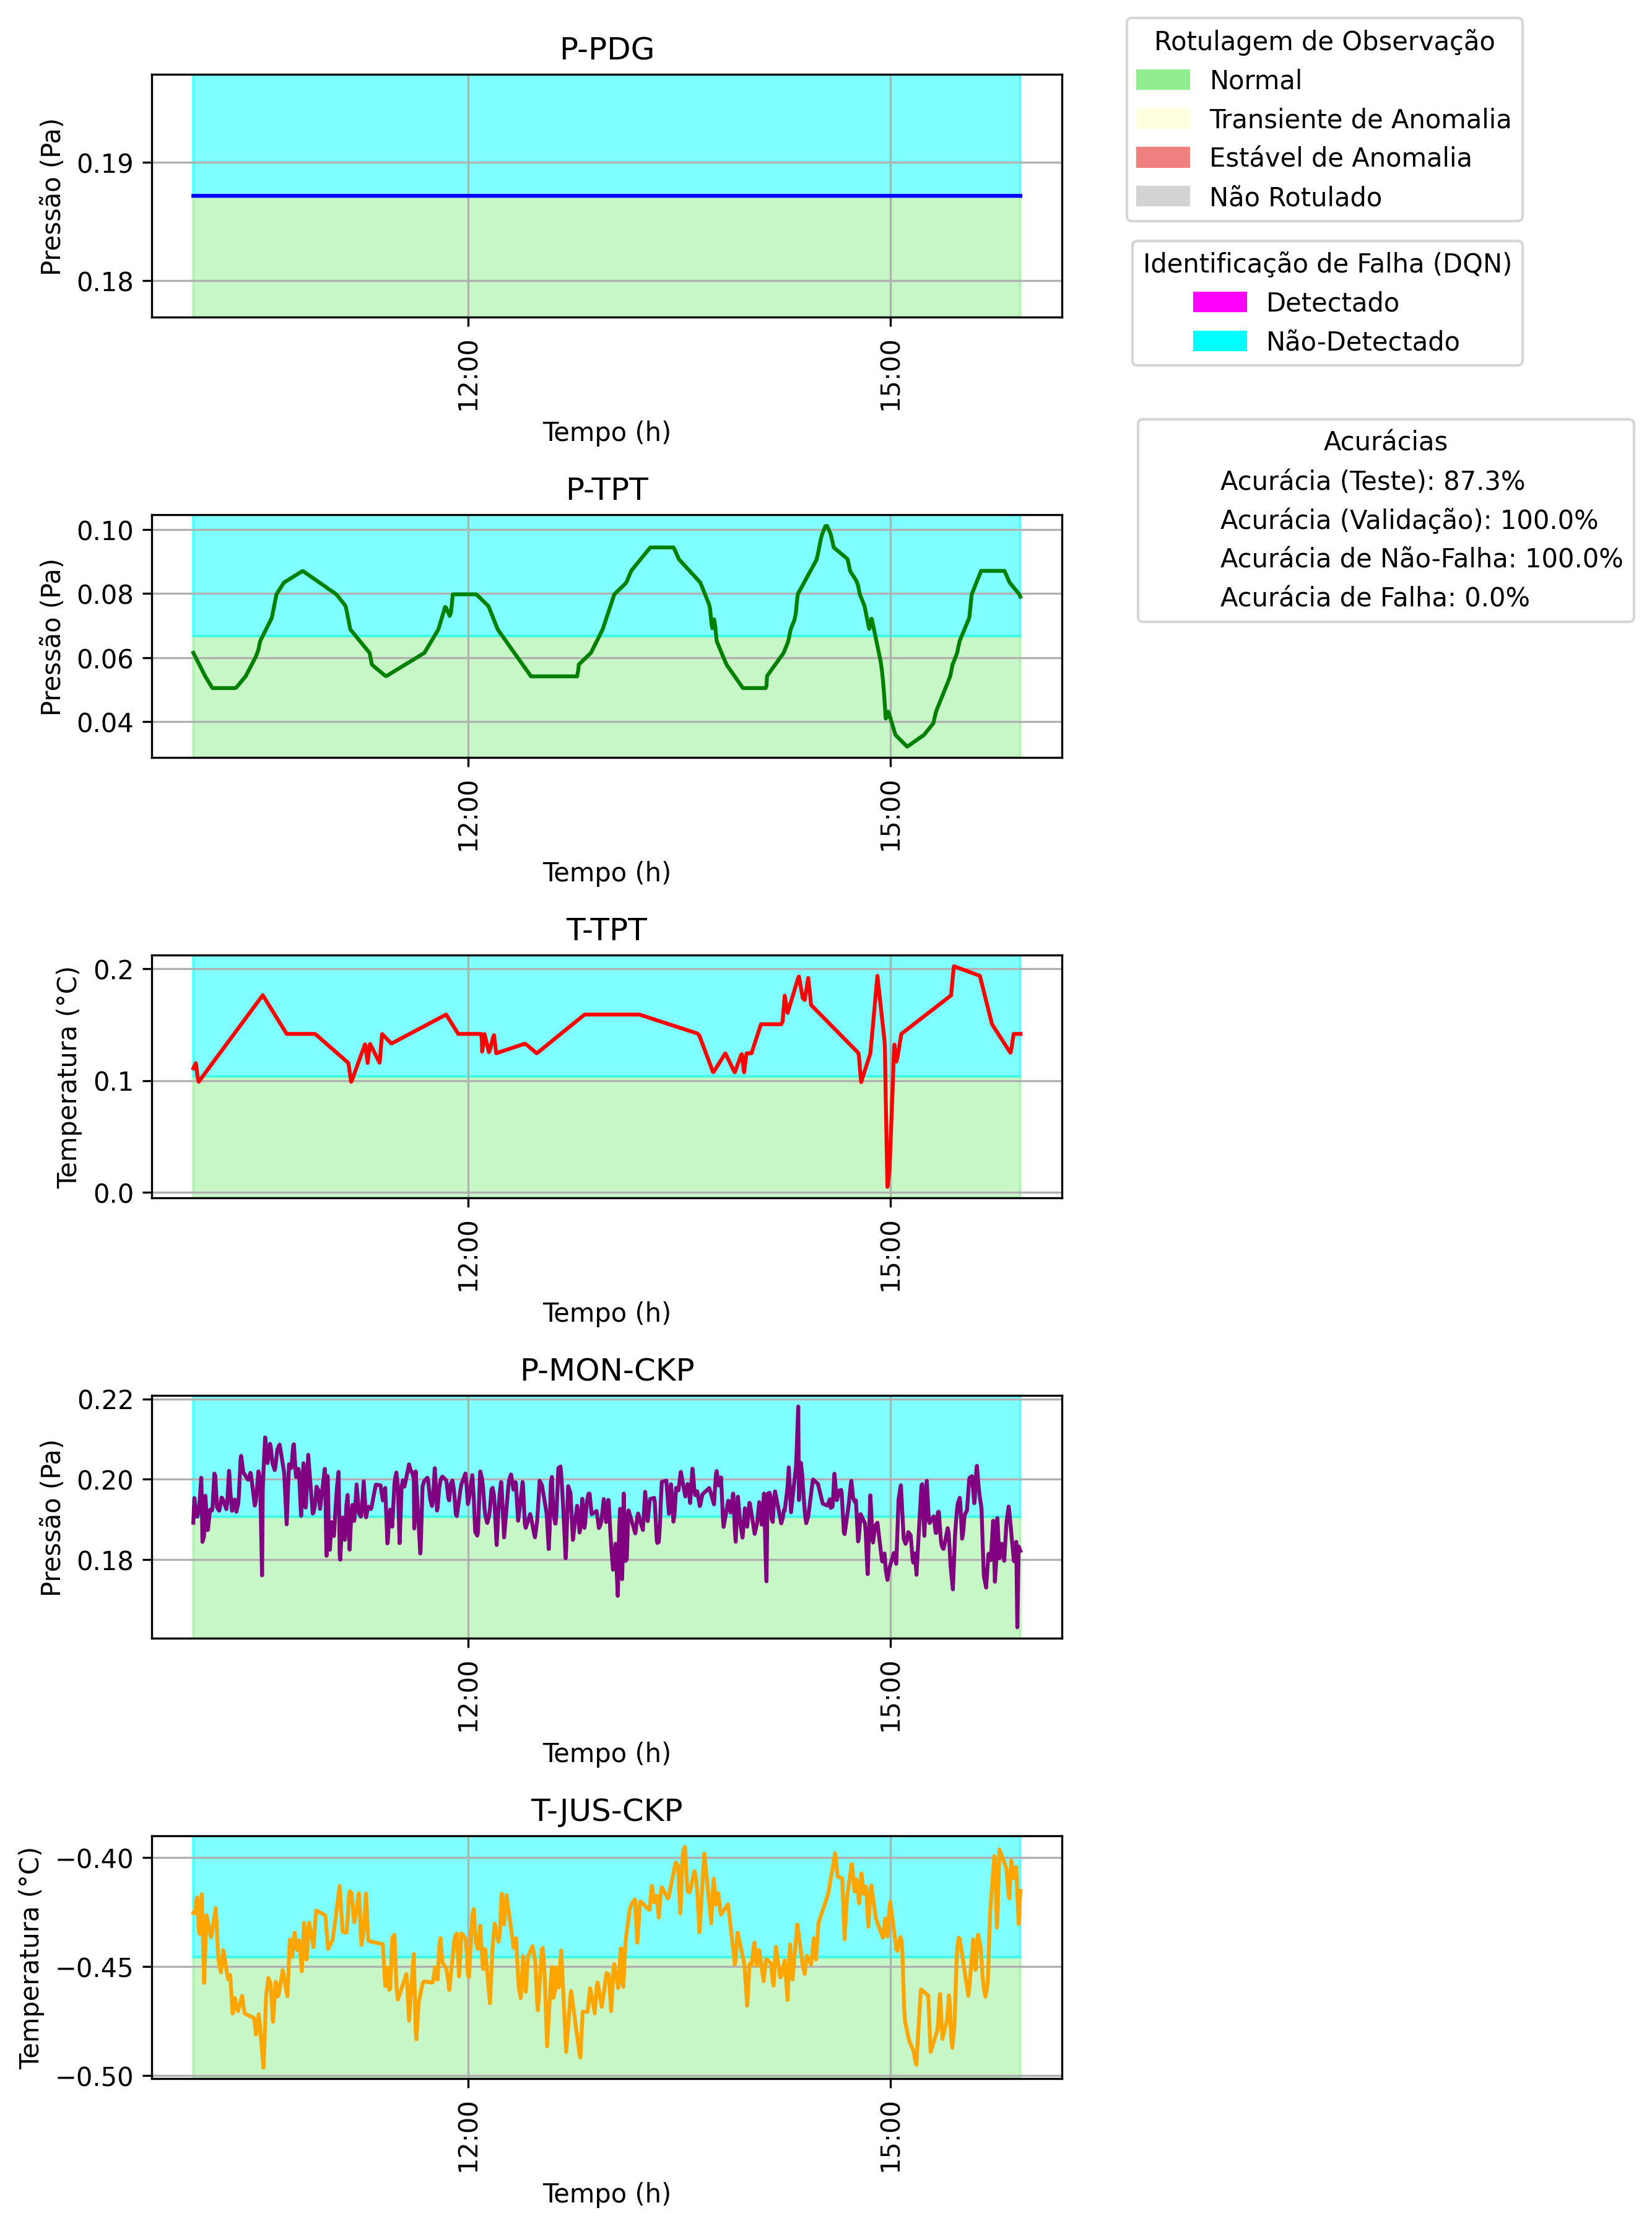 P-PDG
Pressão (Pa)
0.19
0.18
12:00
15:00
Tempo (h)
Rotulagem de Observação
Normal
Transiente de Anomalia
Estável de Anomalia
Não Rotulado
Identificação de Falha (DQN)
Detectado
Não-Detectado
Acurácias
Acurácia (Teste): 87.3%
Acurácia (Validação): 100.0%
Acurácia de Não-Falha: 100.0%
Acurácia de Falha: 0.0%
P-TPT
Pressão (Pa)
0.10
0.08
0.06
0.04
12:00
15:00
Tempo (h)
T-TPT
Temperatura (°C)
0.2
0.1
0.0
12:00
15:00
Tempo (h)
P-MON-CKP
Pressão (Pa)
0.22
0.20
0.18
12:00
15:00
Tempo (h)
T-JUS-CKP
Temperatura (°C)
−0.40
−0.45
−0.50
12:00
15:00
Tempo (h)